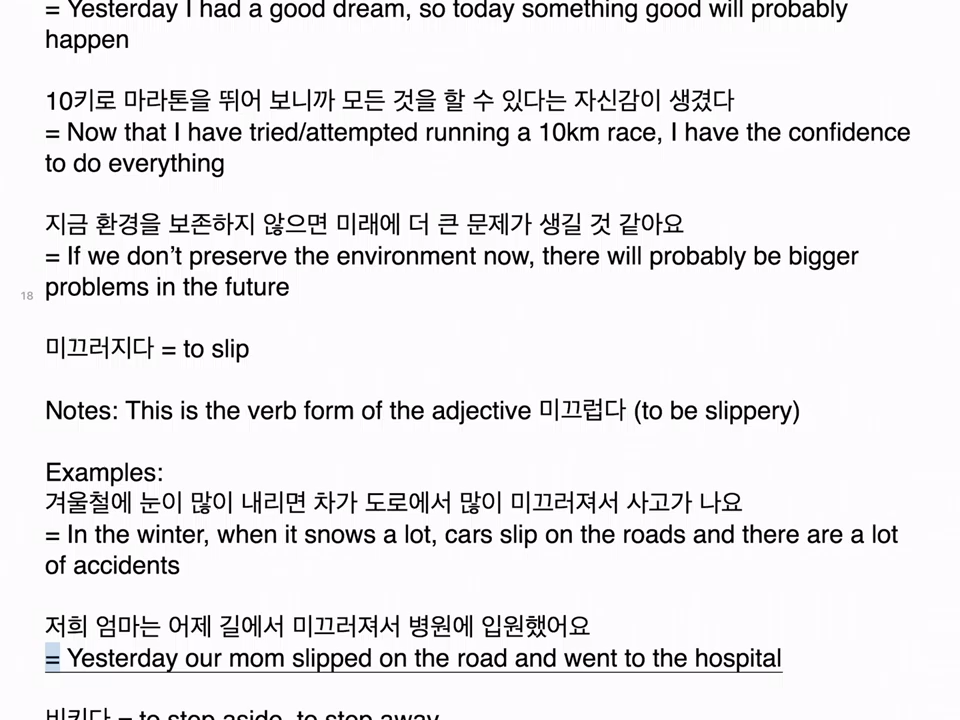 = Yesterday I had a good dream, so today something good will probably
happen
10키로 마라톤을 뛰어 보니까 모든 것을 할 수 있다는 자신감이 생겼다
= Now that I have tried/attempted running a 10km race, I have the confidence
to do everything
지금 환경을 보존하지 않으면 미래에 더 큰 문제가 생길 것 같아요
= If we don’t preserve the environment now, there will probably be bigger
18 problems in the future
미끄러지다 = to slip
Notes: This is the verb form of the adjective 미끄럽다 (to be slippery)
Examples:
겨울철에 눈이 많이 내리면 차가 도로에서 많이 미끄러져서 사고가 나요
= In the winter, when it snows a lot, cars slip on the roads and there are a lot
of accidents
저희 엄마는 어제 길에서 미끄러져서 병원에 입원했어요
= Yesterday our mom slipped on the road and went to the hospital
비키다 = to step aside, to step away